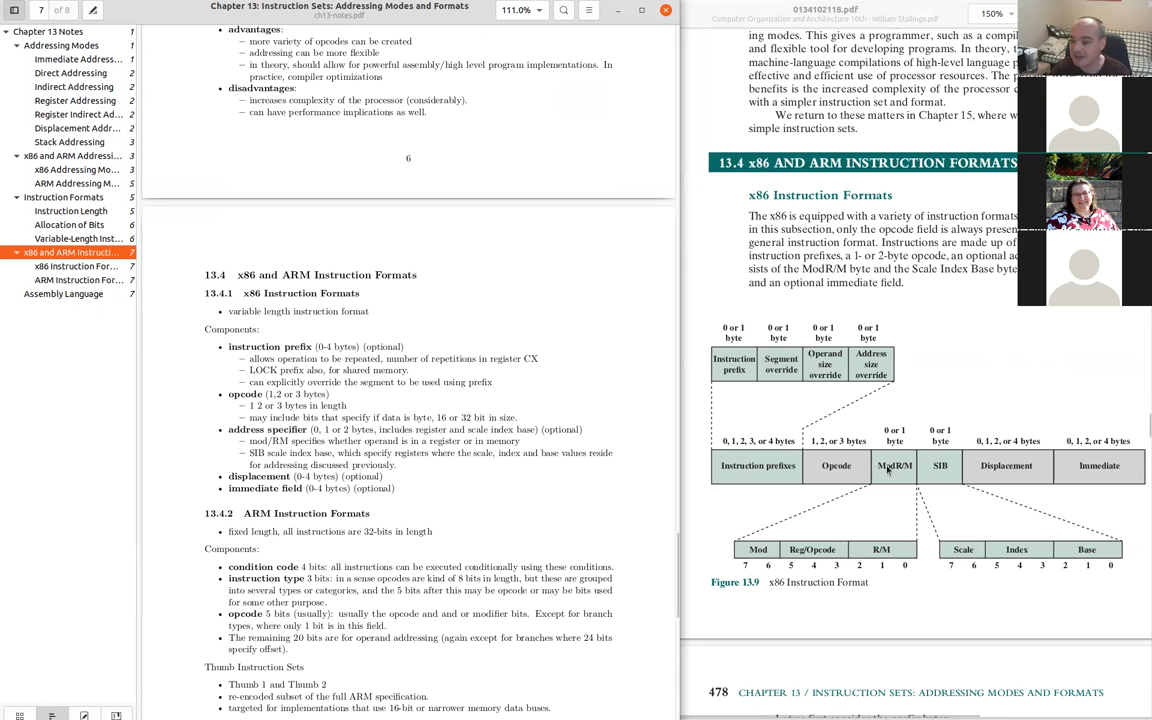 7 of 8
Chapter 13: Instruction Sets: Addressing Modes and Formats
ch13-notes.pdf
111.0%
0134102118.pdf
Computer Organization and Architecture 10th - William Stallings.pdf
150%
Chapter 13 Notes 1
Addressing Modes 1
Immediate Address... 1
Direct Addressing 2
Indirect Addressing 2
Register Addressing 2
Register Indirect Ad... 2
Displacement Addr... 2
Stack Addressing 3
x86 and ARM Addressi... 3
x86 Addressing Mo... 3
ARM Addressing M... 5
Instruction Formats 5
Instruction Length 5
Allocation of Bits 6
Variable-Length Inst... 6
x86 and ARM Instructi... 7
x86 Instruction For... 7
ARM Instruction For... 7
Assembly Language 7
• advantages:
– more variety of opcodes can be created
– addressing can be more flexible
– in theory, should allow for powerful assembly/high level program implementations. In
practice, compiler optimizations
• disadvantages:
– increases complexity of the processor (considerably).
– can have performance implications as well.
6
13.4 x86 and ARM Instruction Formats
13.4.1 x86 Instruction Formats
• variable length instruction format
Components:
• instruction prefix (0-4 bytes) (optional)
– allows operation to be repeated, number of repetitions in register CX
– LOCK prefix also, for shared memory.
– can explicitly override the segment to be used using prefix
• opcode (1,2 or 3 bytes)
– 1 2 or 3 bytes in length
– may include bits that specify if data is byte, 16 or 32 bit in size.
• address specifier (0, 1 or 2 bytes, includes register and scale index base) (optional)
– mod/RM specifies whether operand is in a register or in memory
– SIB scale index base, which specify registers where the scale, index and base values reside
for addressing discussed previously.
• displacement (0-4 bytes) (optional)
• immediate field (0-4 bytes) (optional)
13.4.2 ARM Instruction Formats
• fixed length, all instructions are 32-bits in length
Components:
• condition code 4 bits: all instructions can be executed conditionally using these conditions.
• instruction type 3 bits: in a sense opcodes are kind of 8 bits in length, but these are grouped
into several types or categories, and the 5 bits after this may be opcode or may be bits used
for some other purpose.
• opcode 5 bits (usually): usually the opcode and and or modifier bits. Except for branch
types, where only 1 bit is in this field.
• The remaining 20 bits are for operand addressing (again except for branches where 24 bits
specify offset).
Thumb Instruction Sets
• Thumb 1 and Thumb 2
• re-encoded subset of the full ARM specification.
• targeted for implementations that use 16-bit or narrower memory data buses.
ing modes. This gives a programmer, such as a compil
and flexible tool for developing programs. In theory, t
machine-language compilations of high-level language p
effective and efficient use of processor resources. The p
benefits is the increased complexity of the processor c
with a simpler instruction set and format.
We return to these matters in Chapter 15, where w
simple instruction sets.
13.4 x86 AND ARM INSTRUCTION FORMATS
x86 Instruction Formats
The x86 is equipped with a variety of instruction formats
in this subsection, only the opcode field is always presen
general instruction format. Instructions are made up of
instruction prefixes, a 1- or 2-byte opcode, an optional ad
sists of the ModR/M byte and the Scale Index Base byte
and an optional immediate field.
0 or 1 0 or 1 0 or 1 0 or 1
byte byte byte byte
Instruction prefix
Segment override
Operand size override
Address size override
0, 1, 2, 3, or 4 bytes
1, 2, or 3 bytes
0 or 1 byte
0 or 1 byte
0, 1, 2, or 4 bytes
0, 1, 2, or 4 bytes
Instruction prefixes Opcode ModR/M SIB Displacement Immediate
Mod Reg/Opcode R/M Scale Index Base
7 6 5 4 3 2 1 0 7 6 5 4 3 2 1 0
Figure 13.9 x86 Instruction Format
478 CHAPTER 13 / INSTRUCTION SETS: ADDRESSING MODES AND FORMATS